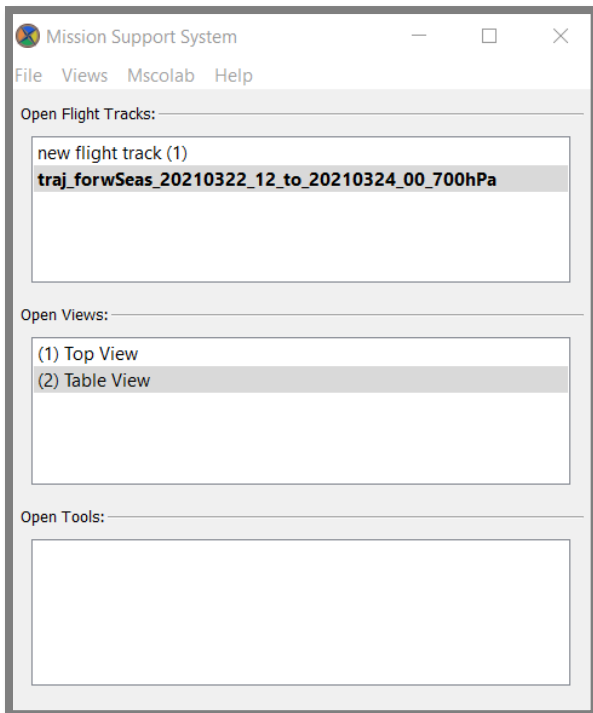 Mission Support System
File Views Mscolab Help
Open Flight Tracks:
new flight track (1)
traj_forwSeas_20210322_12_to_20210324_00_700hPa
Open Views:
(1) Top View
(2) Table View
Open Tools: